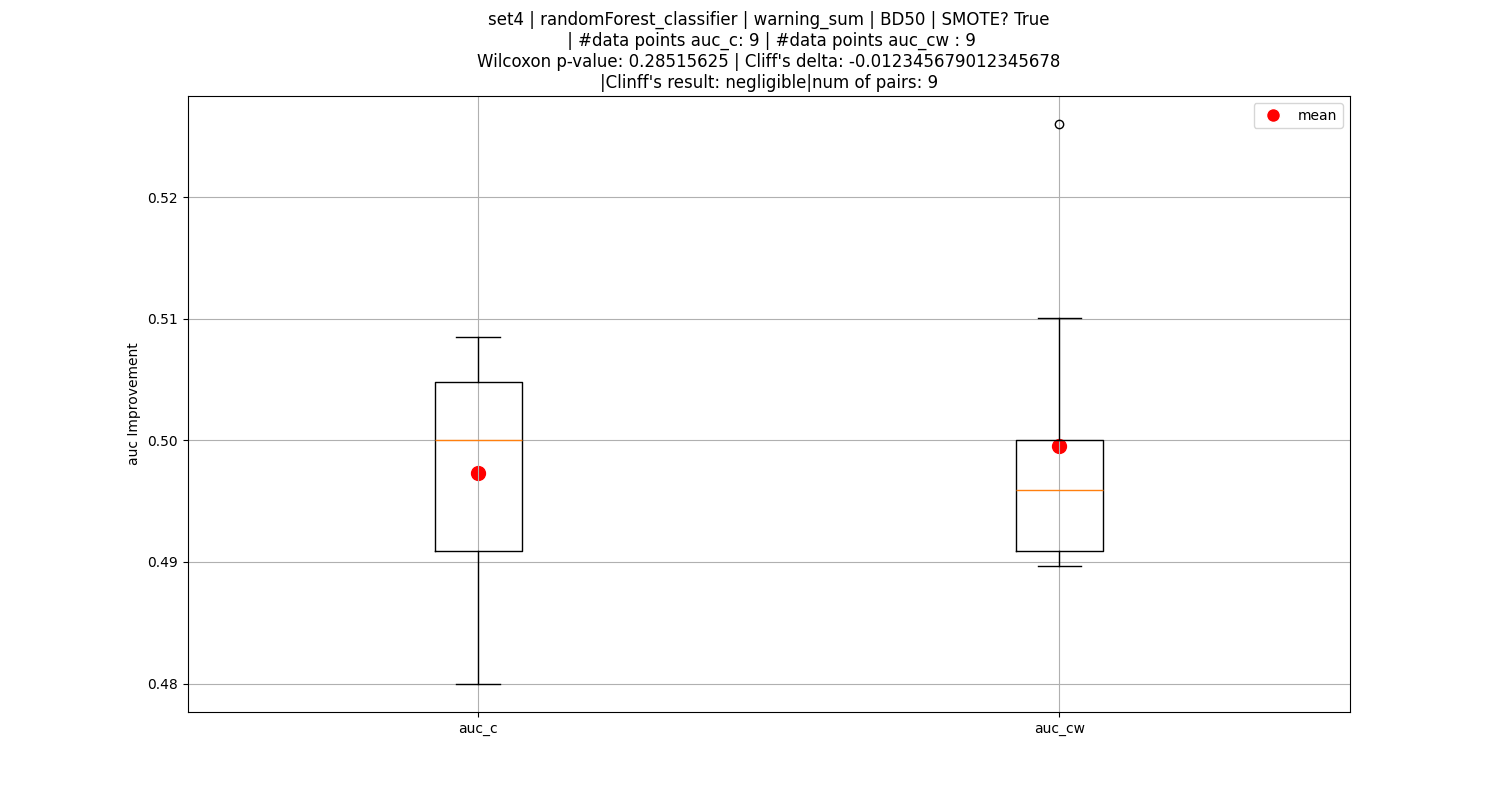 set4 | randomForest_classifier | warning_sum | BD50 | SMOTE? True
| #data points auc_c: 9 | #data points auc_cw : 9
Wilcoxon p-value: 0.28515625 | Cliff's delta: -0.012345679012345678
|Clinff's result: negligible|num of pairs: 9
mean
0.52
0.51
0.50
0.49
0.48
auc Improvement
auc_c
auc_cw